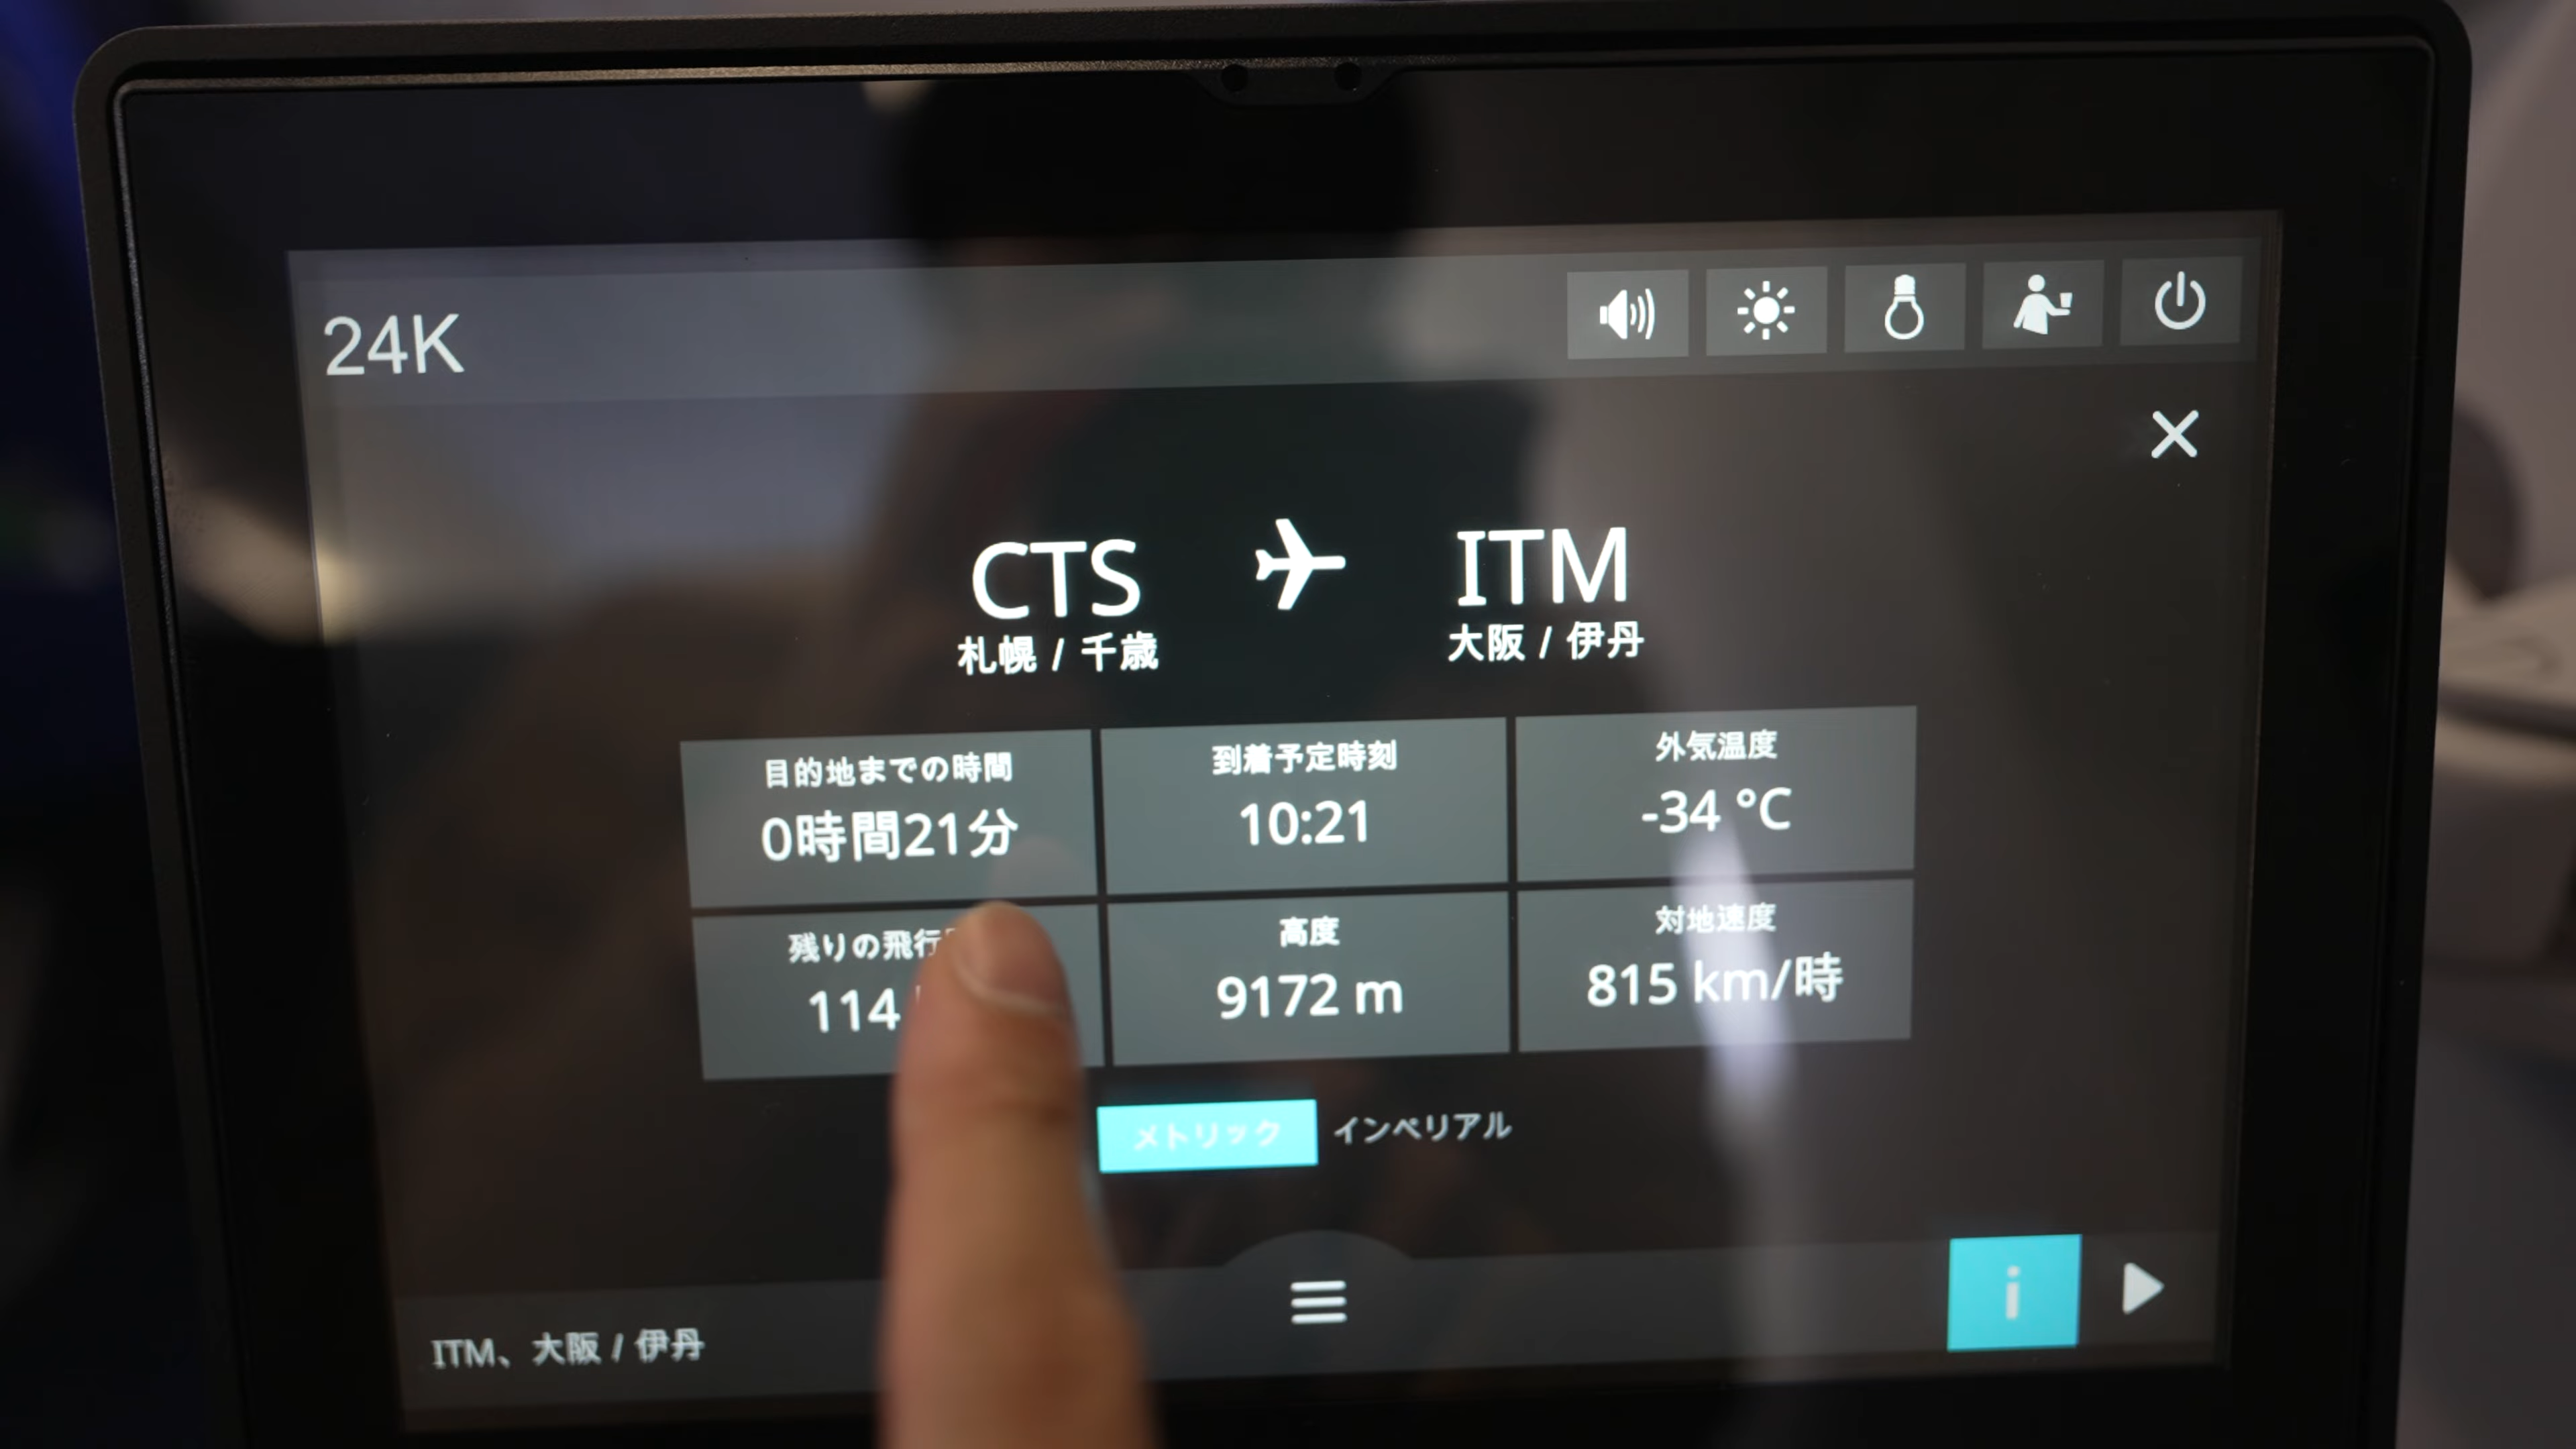 24K
CTS ITM
札幌 / 千歳 大阪 / 伊丹
目的地までの時間 到着予定時刻 外気温度
0時間21分 10:21 -34 °C
残りの飛行 高度 対地速度
114 9172 m 815 km/時
メトリック インペリアル
i
ITM、大阪 / 伊丹